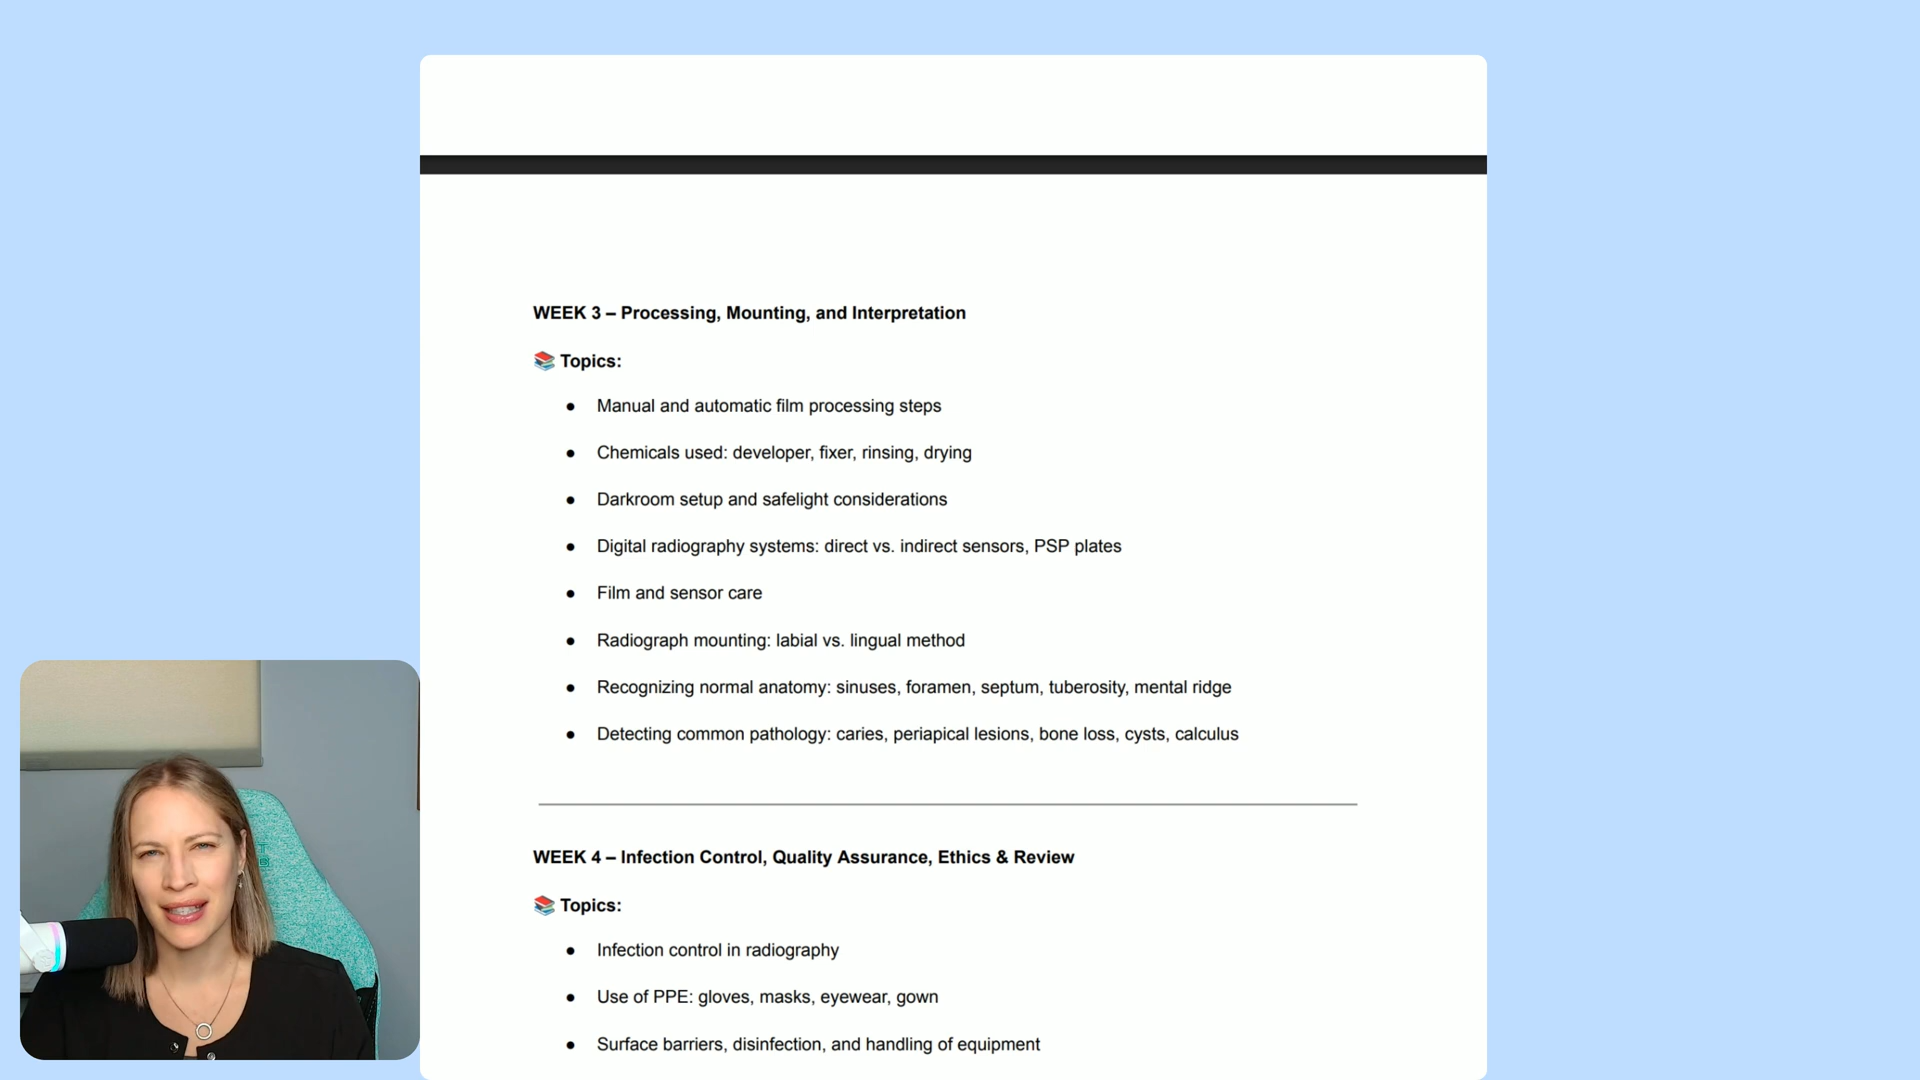 WEEK 3 – Processing, Mounting, and Interpretation
📚 Topics:
● Manual and automatic film processing steps
● Chemicals used: developer, fixer, rinsing, drying
● Darkroom setup and safelight considerations
● Digital radiography systems: direct vs. indirect sensors, PSP plates
● Film and sensor care
● Radiograph mounting: labial vs. lingual method
● Recognizing normal anatomy: sinuses, foramen, septum, tuberosity, mental ridge
● Detecting common pathology: caries, periapical lesions, bone loss, cysts, calculus
WEEK 4 – Infection Control, Quality Assurance, Ethics & Review
📚 Topics:
● Infection control in radiography
● Use of PPE: gloves, masks, eyewear, gown
● Surface barriers, disinfection, and handling of equipment